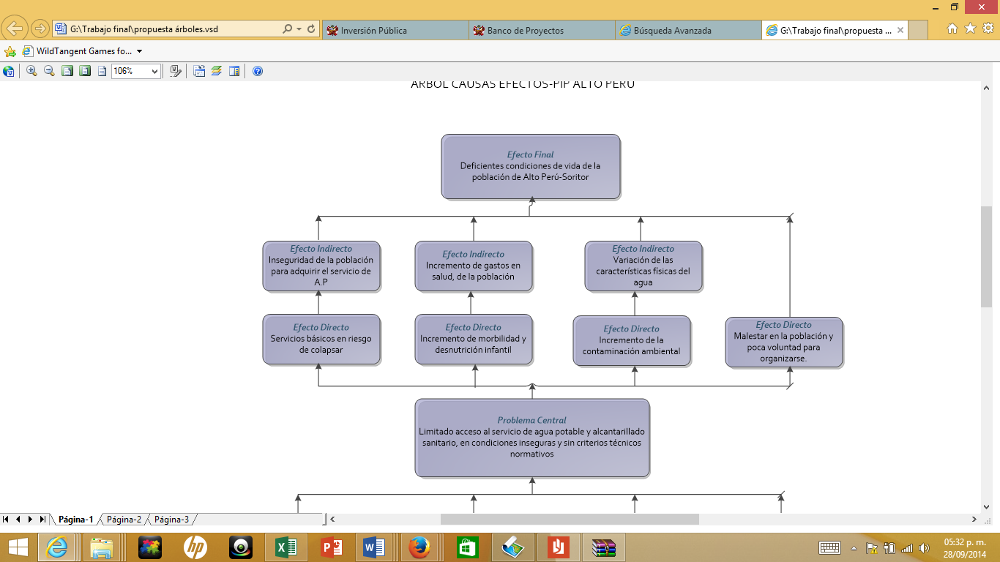 G:\Trabajo final\propuesta árboles.vsd
Inversión Pública
Banco de Proyectos
Búsqueda Avanzada
G:\Trabajo final\propuesta ...
WildTangent Games fo...
106%
ARBOL CAUSAS EFECTOS-PIP ALTO PERU
Efecto Final
Deficientes condiciones de vida de la
población de Alto Perú-Soritor
Efecto Indirecto
Inseguridad de la población
para adquirir el servicio de
A.P
Efecto Indirecto
Incremento de gastos en
salud, de la población
Efecto Indirecto
Variación de las
características físicas del
agua
Efecto Directo
Servicios básicos en riesgo
de colapsar
Efecto Directo
Incremento de morbilidad y
desnutrición infantil
Efecto Directo
Incremento de la
contaminación ambiental
Efecto Directo
Malestar en la población y
poca voluntad para
organizarse.
Problema Central
Limitado acceso al servicio de agua potable y alcantarillado
sanitario, en condiciones inseguras y sin criterios técnicos
normativos
Página-1
Página-2
Página-3
hp
05:32 p. m.
28/09/2014